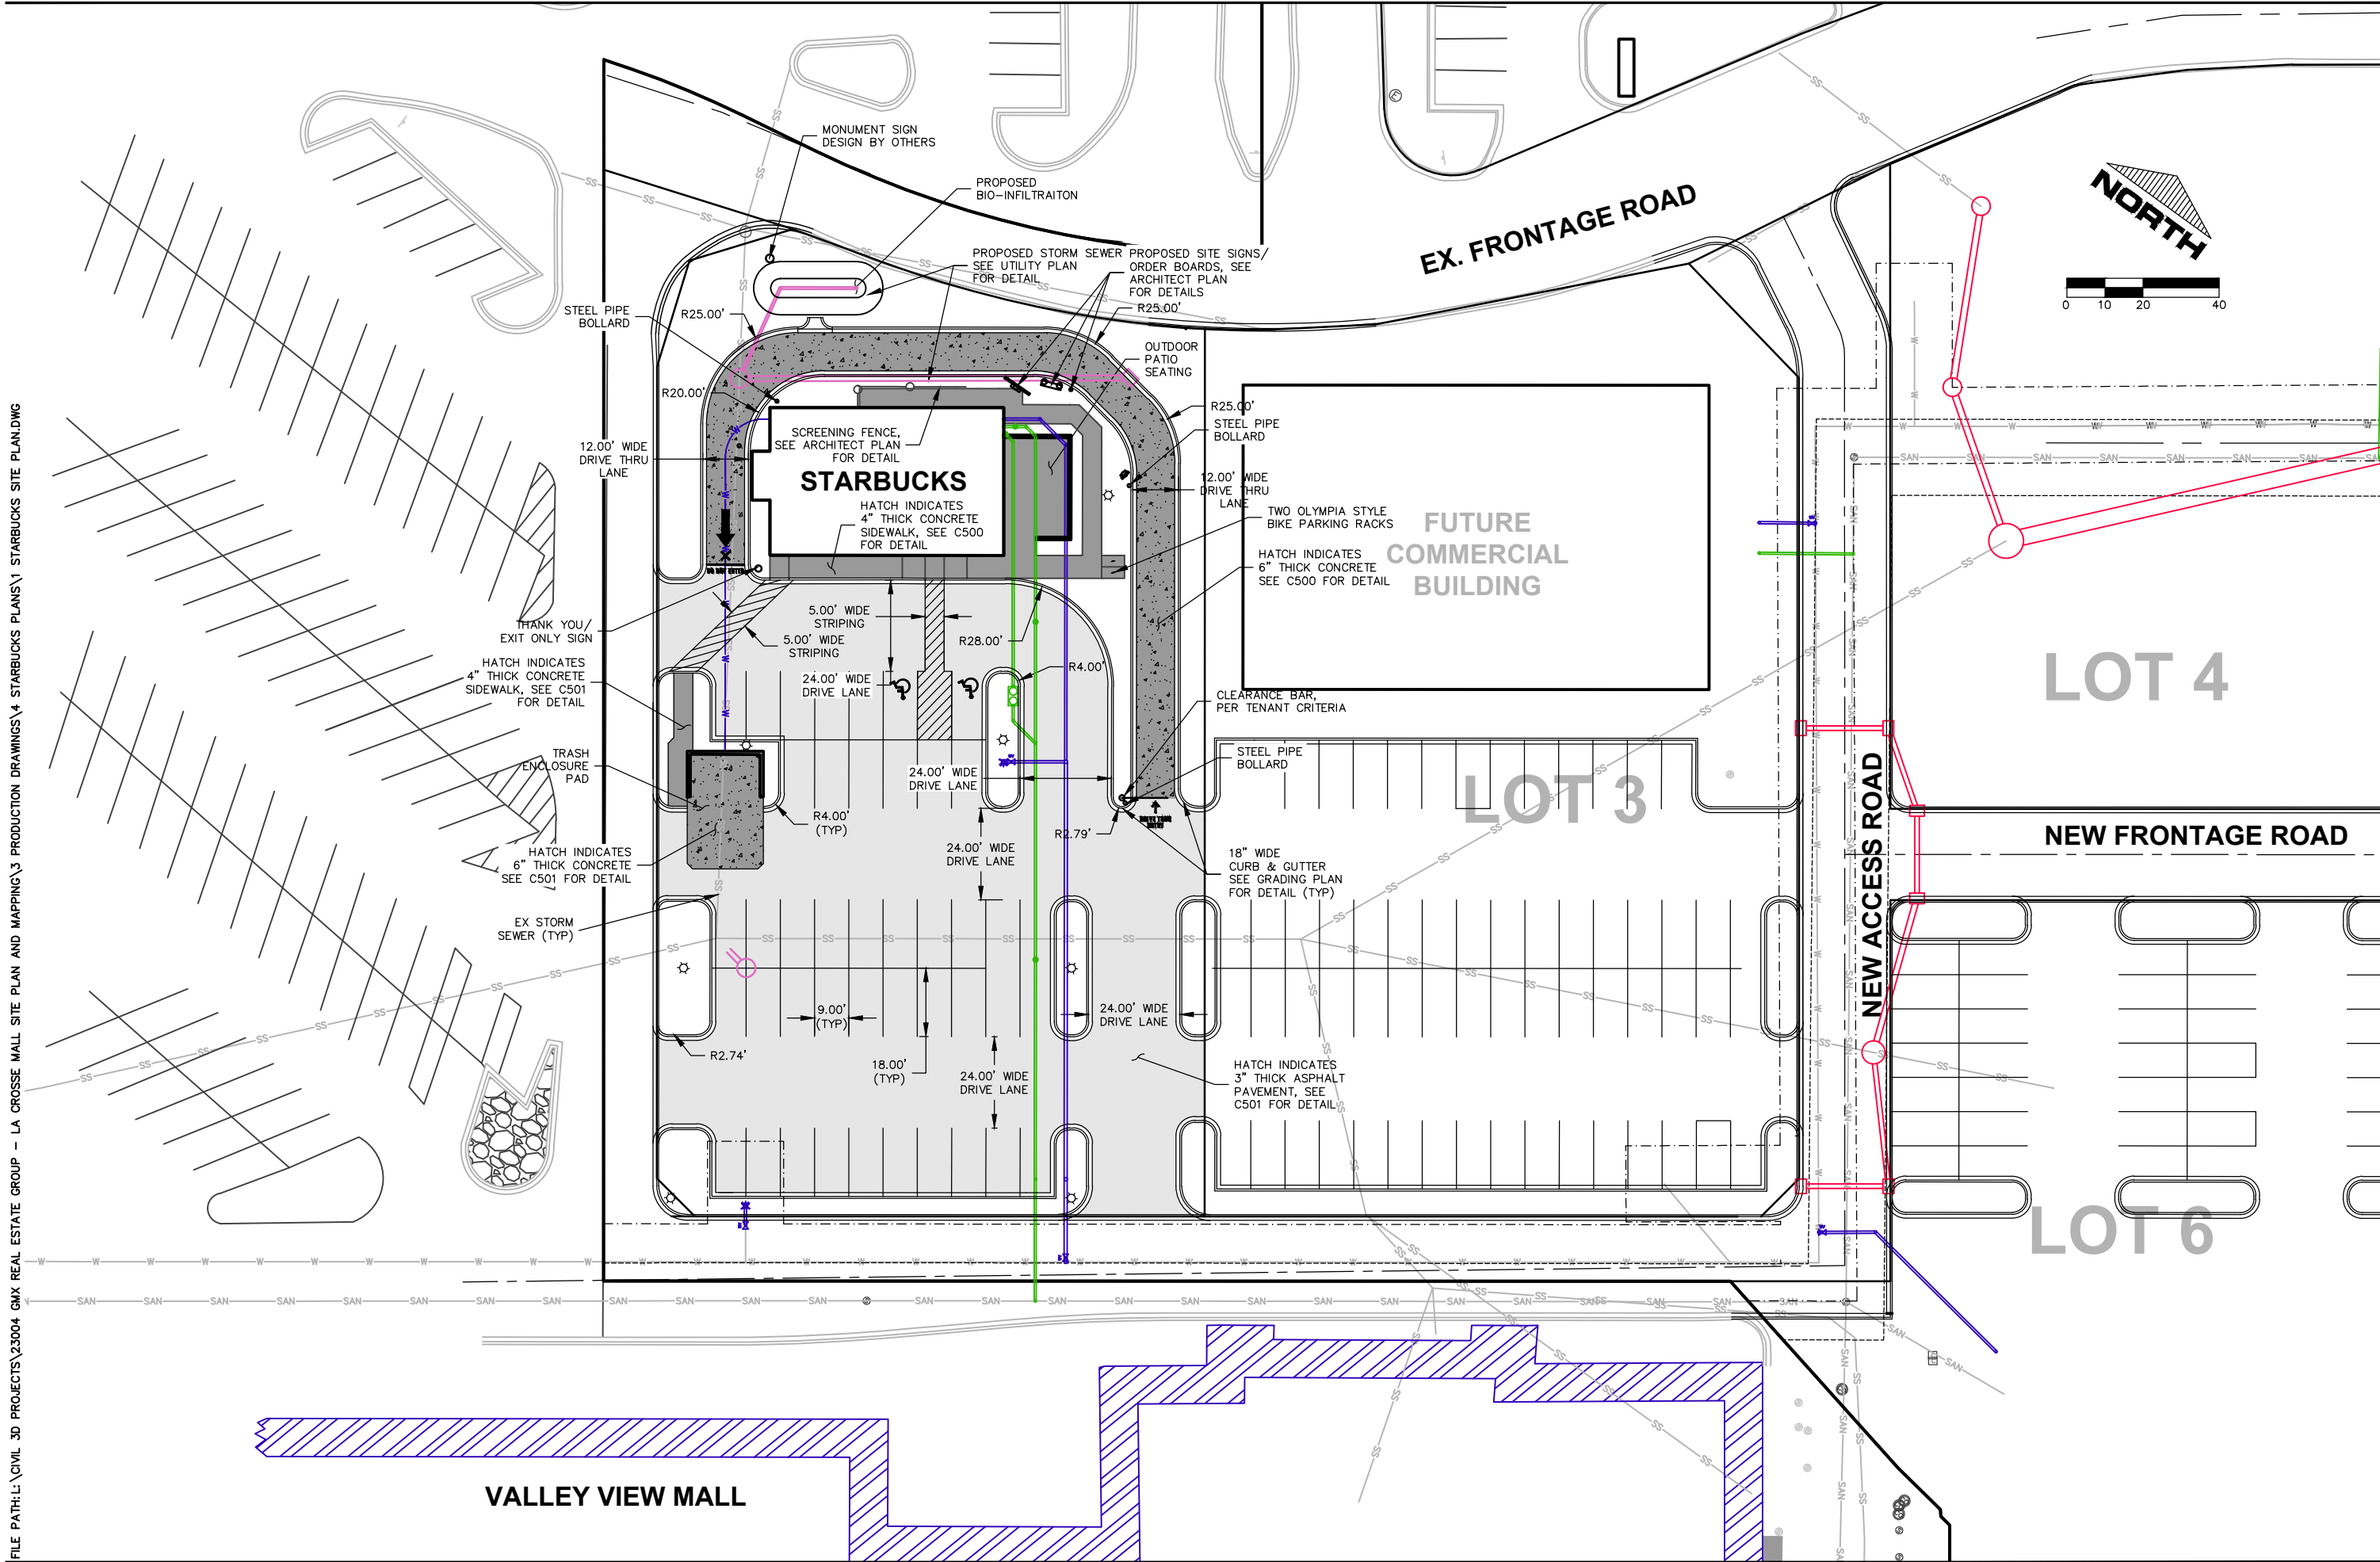 MONUMENT SIGN
DESIGN BY OTHERS
PROPOSED
BIO-INFILTRAITON
PROPOSED STORM SEWER
SEE UTILITY PLAN
FOR DETAIL
PROPOSED SITE SIGNS/
ORDER BOARDS, SEE
ARCHITECT PLAN
FOR DETAILS
EX. FRONTAGE ROAD
NORTH
0 10 20 40
STEEL PIPE
BOLLARD
R25.00'
R25.00'
OUTDOOR
PATIO
SEATING
R20.00'
R25.00'
STEEL PIPE
BOLLARD
12.00' WIDE
DRIVE THRU
LANE
SCREENING FENCE,
SEE ARCHITECT PLAN
FOR DETAIL
STARBUCKS
HATCH INDICATES
4" THICK CONCRETE
SIDEWALK, SEE C500
FOR DETAIL
12.00' WIDE
DRIVE THRU
LANE
TWO OLYMPIA STYLE
BIKE PARKING RACKS
HATCH INDICATES
6" THICK CONCRETE
SEE C500 FOR DETAIL
FUTURE
COMMERCIAL
BUILDING
DO NOT ENTER
THANK YOU/
EXIT ONLY SIGN
5.00' WIDE
STRIPING
5.00' WIDE
STRIPING
R28.00'
R4.00'
24.00' WIDE
DRIVE LANE
HATCH INDICATES
4" THICK CONCRETE
SIDEWALK, SEE C501
FOR DETAIL
CLEARANCE BAR,
PER TENANT CRITERIA
LOT 4
TRASH
ENCLOSURE
PAD
24.00' WIDE
DRIVE LANE
STEEL PIPE
BOLLARD
LOT 3
DRIVE THRU
ENTRY
R4.00'
(TYP)
R2.79'
24.00' WIDE
DRIVE LANE
HATCH INDICATES
6" THICK CONCRETE
SEE C501 FOR DETAIL
18" WIDE
CURB & GUTTER
SEE GRADING PLAN
FOR DETAIL (TYP)
NEW ACCESS ROAD
NEW FRONTAGE ROAD
EX STORM
SEWER (TYP)
9.00'
(TYP)
24.00' WIDE
DRIVE LANE
R2.74'
18.00'
(TYP)
24.00' WIDE
DRIVE LANE
HATCH INDICATES
3" THICK ASPHALT
PAVEMENT, SEE
C501 FOR DETAIL
LOT 6
VALLEY VIEW MALL
FILE PATH:L:\CIVIL 3D PROJECTS\23004 GMX REAL ESTATE GROUP - LA CROSSE MALL SITE PLAN AND MAPPING\3 PRODUCTION DRAWINGS\4 STARBUCKS PLANS\1 STARBUCKS SITE PLAN.DWG